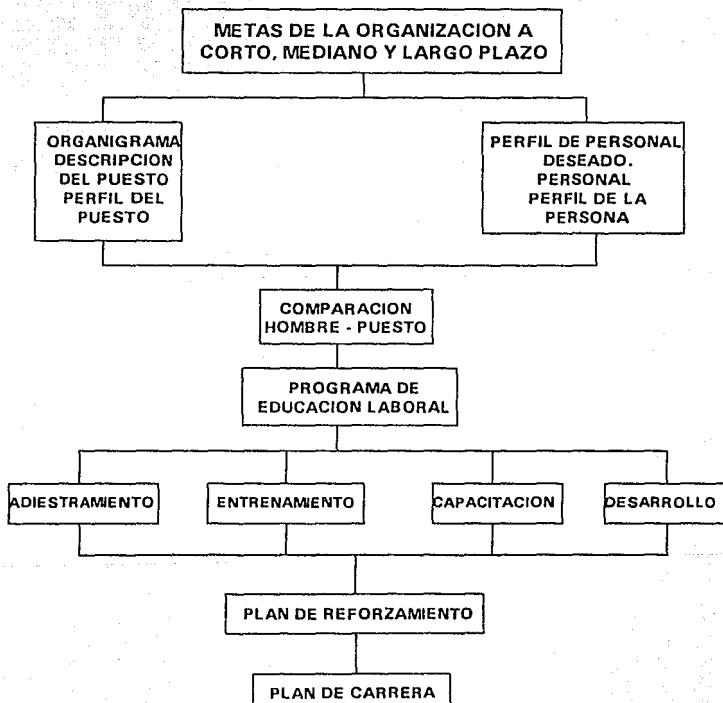 METAS DE LA ORGANIZACION A
CORTO, MEDIANO Y LARGO PLAZO
ORGANIGRAMA
DESCRIPCION
DEL PUESTO
PERFIL DEL
PUESTO
PERFIL DE PERSONAL
DESEADO.
PERSONAL
PERFIL DE LA
PERSONA
COMPARACION
HOMBRE - PUESTO
PROGRAMA DE
EDUCACION LABORAL
ADIESTRAMIENTO
ENTRENAMIENTO
CAPACITACION
DESARROLLO
PLAN DE REFORZAMIENTO
PLAN DE CARRERA